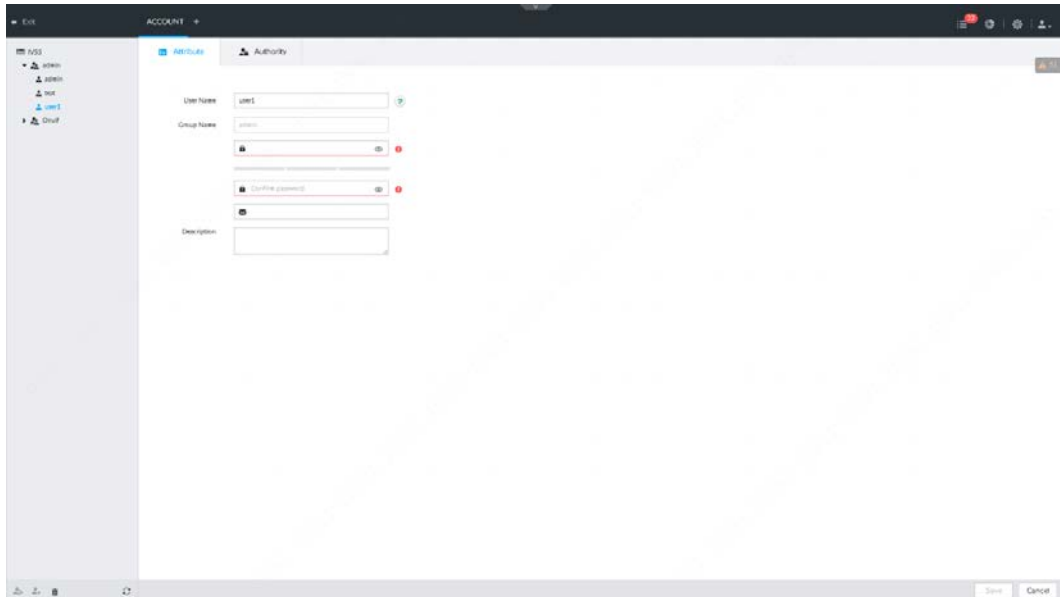 Exit
ACCOUNT +
IVSS
admin
admin
test
user1
Onvif
Attribute
Authority
User Name
user1
Group Name
admin
Confirm password
Description
Save
Cancel